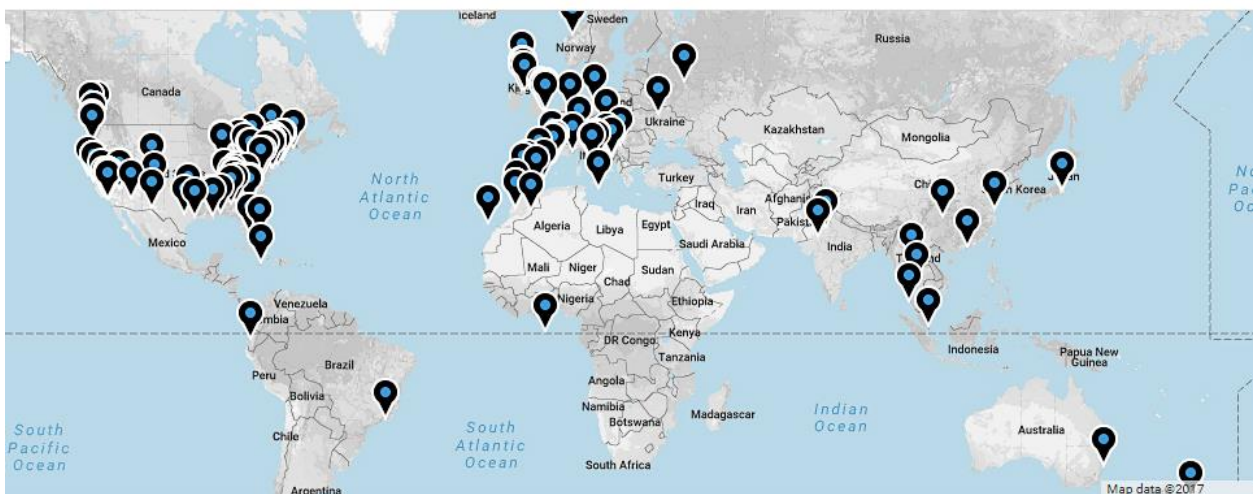 Iceland
Sweden
Norway
Russia
Canada
Ukraine
Kazakhstan
Mongolia
North
Atlantic
Ocean
Turkey
South Korea
Iraq
Iran
Mexico
Algeria
Libya
Egypt
India
Saudi Arabia
Mali
Niger
Sudan
Chad
Venezuela
Nigeria
Ethiopia
DR Congo
Kenya
Indonesia
Papua New
Guinea
Tanzania
Peru
Brazil
Bolivia
Angola
Namibia
Madagascar
Botswana
Indian
Ocean
Australia
South
Pacific
Ocean
South
Atlantic
Ocean
Chile
South Africa
Argentina
Map data ©2017